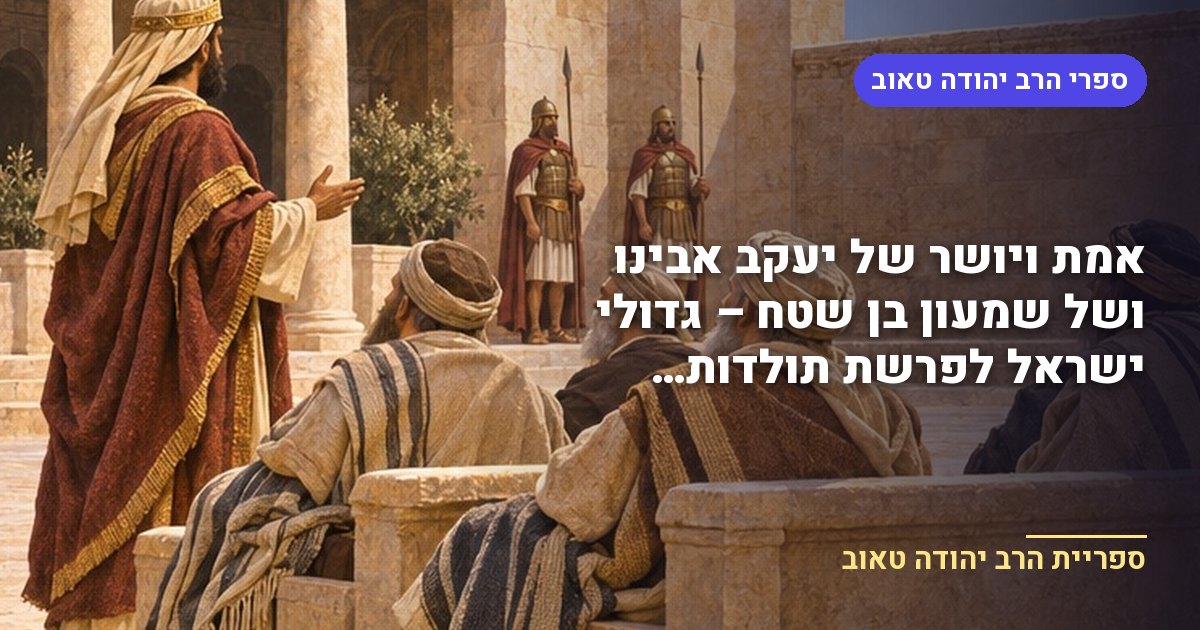 ספרי הרב יהודה טאוב
אמת ויושר של יעקב אבינו
ושל שמעון בן שטח – גדולי
ישראל לפרשת תולדות...
ספריית הרב יהודה טאוב